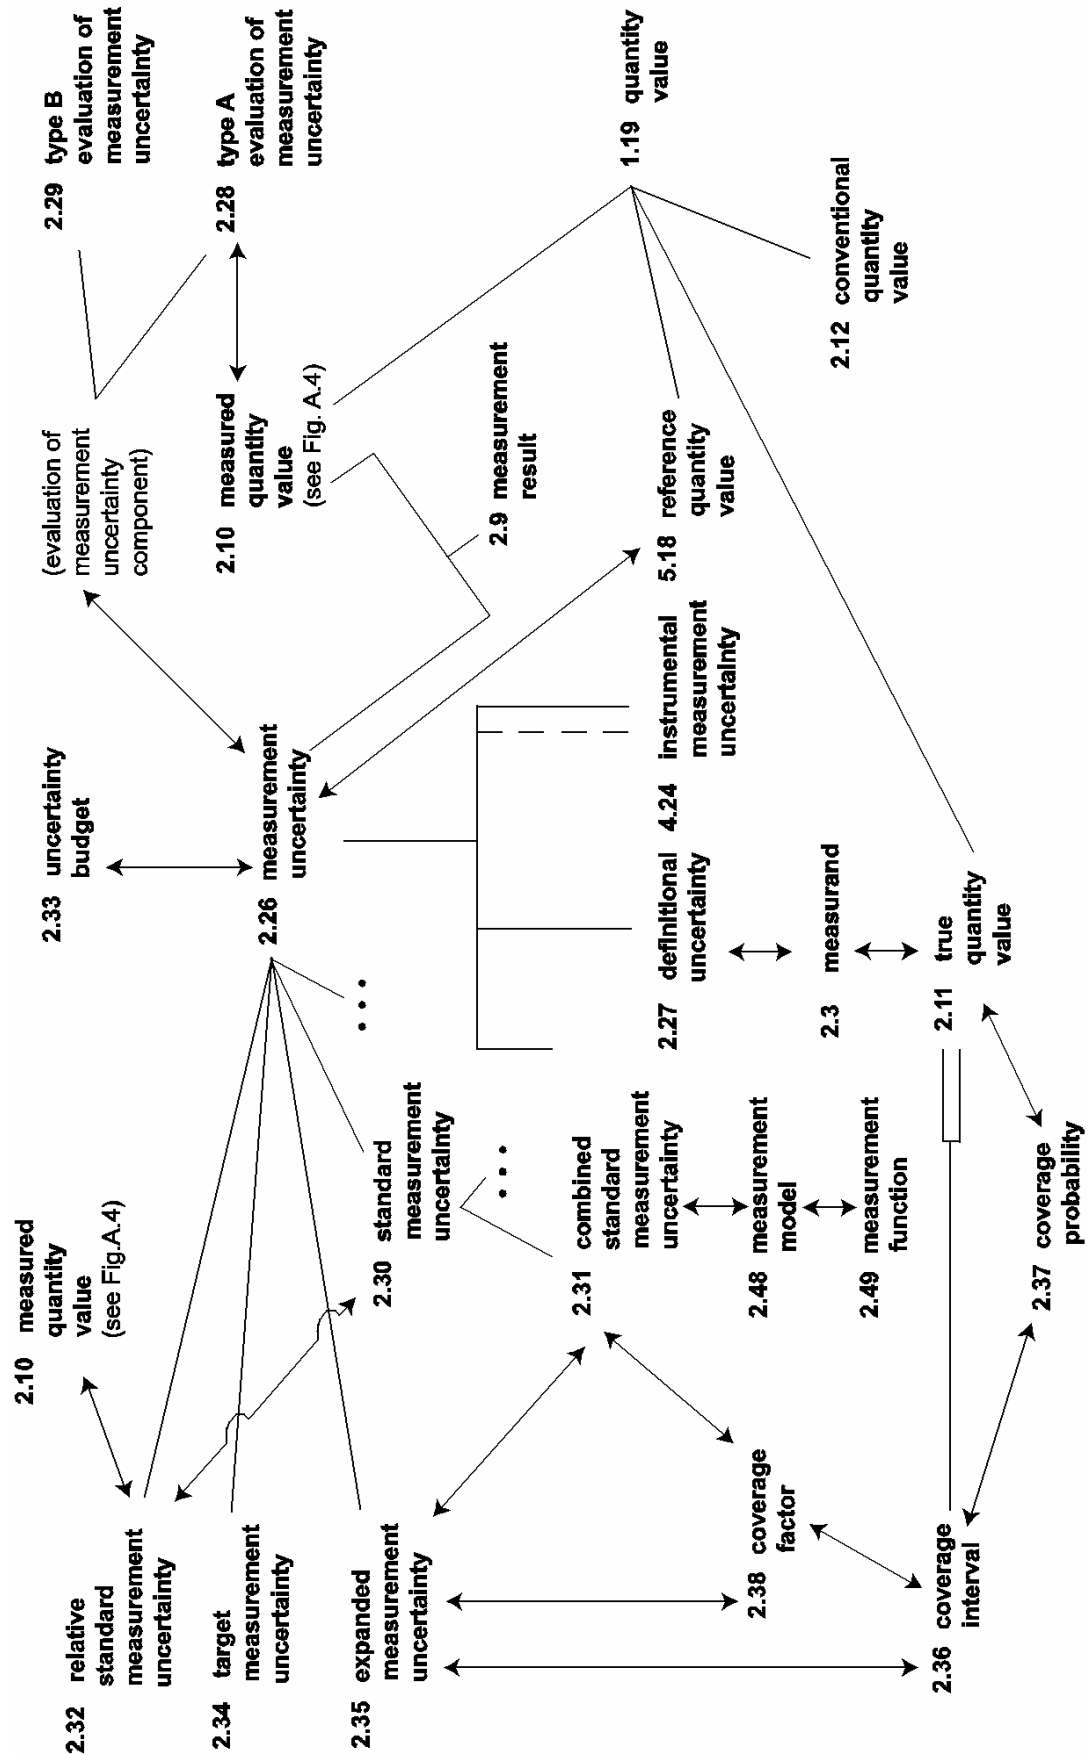 2.10 measured
quantity
value
(see Fig.A.4)
2.33 uncertainty
budget
(evaluation of
measurement
uncertainty
component)
2.29 type B
evaluation of
measurement
uncertainty
2.32 relative
standard
measurement
uncertainty
2.34 target
measurement
uncertainty
2.35 expanded
measurement
uncertainty
2.26 measurement
uncertainty
2.10 measured
quantity
value
(see Fig. A.4)
2.28 type A
evaluation of
measurement
uncertainty
2.30 standard
measurement
uncertainty
• • •
2.9 measurement
result
• • •
2.31 combined
standard
measurement
uncertainty
2.27 definitional
uncertainty
4.24 instrumental
measurement
uncertainty
5.18 reference
quantity
value
1.19 quantity
value
2.38 coverage
factor
2.48 measurement
model
2.3 measurand
2.12 conventional
quantity
value
2.49 measurement
function
2.36 coverage
interval
2.11 true
quantity
value
2.37 coverage
probability